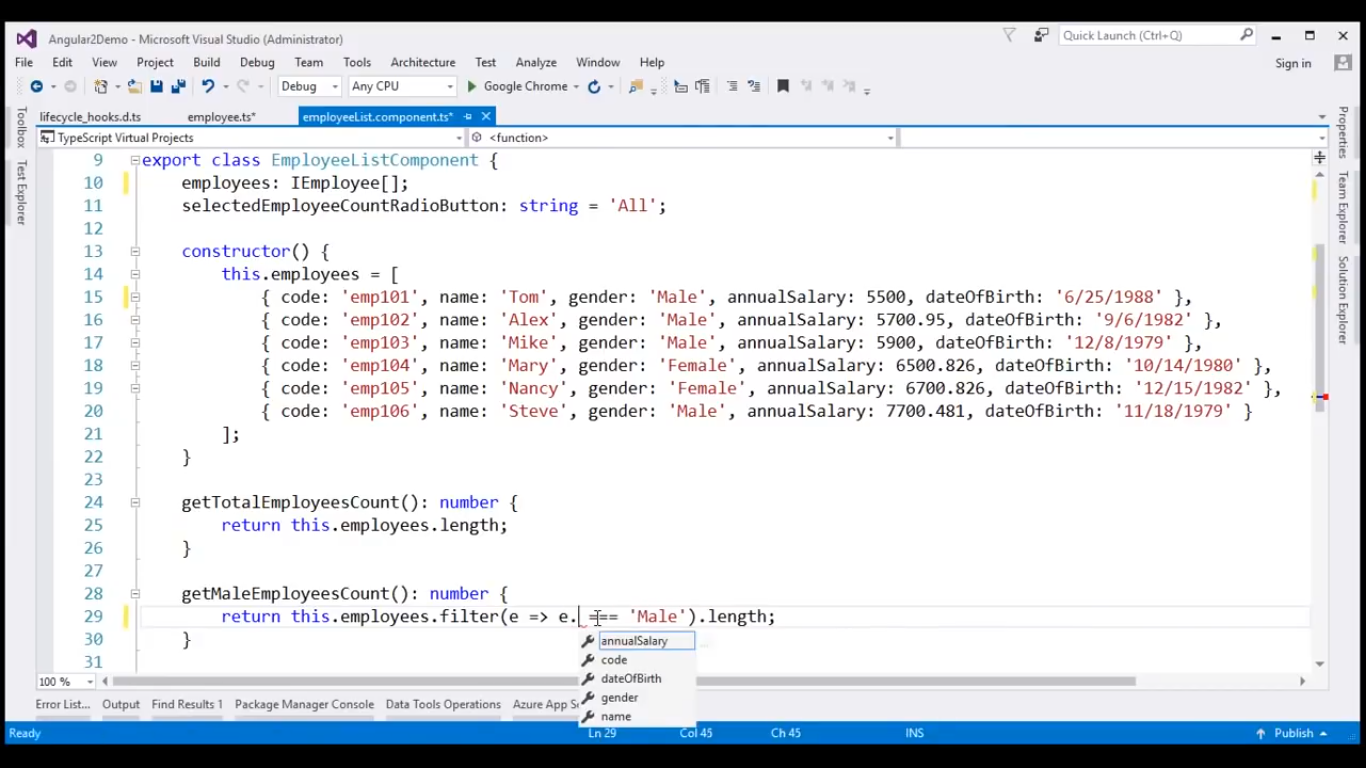 Angular2Demo - Microsoft Visual Studio (Administrator)
Quick Launch (Ctrl+Q)
File Edit View Project Build Debug Team Tools Architecture Test Analyze Window Help
Sign in
Debug Any CPU Google Chrome
lifecycle_hooks.d.ts employee.ts* employeeList.component.ts*
TypeScript Virtual Projects <function>
Toolbox
Test Explorer
Properties
Team Explorer
Solution Explorer
9 export class EmployeeListComponent {
10 employees: IEmployee[];
11 selectedEmployeeCountRadioButton: string = 'All';
12
13 constructor() {
14 this.employees = [
15 { code: 'emp101', name: 'Tom', gender: 'Male', annualSalary: 5500, dateOfBirth: '6/25/1988' },
16 { code: 'emp102', name: 'Alex', gender: 'Male', annualSalary: 5700.95, dateOfBirth: '9/6/1982' },
17 { code: 'emp103', name: 'Mike', gender: 'Male', annualSalary: 5900, dateOfBirth: '12/8/1979' },
18 { code: 'emp104', name: 'Mary', gender: 'Female', annualSalary: 6500.826, dateOfBirth: '10/14/1980' },
19 { code: 'emp105', name: 'Nancy', gender: 'Female', annualSalary: 6700.826, dateOfBirth: '12/15/1982' },
20 { code: 'emp106', name: 'Steve', gender: 'Male', annualSalary: 7700.481, dateOfBirth: '11/18/1979' }
21 ];
22 }
23
24 getTotalEmployeesCount(): number {
25 return this.employees.length;
26 }
27
28 getMaleEmployeesCount(): number {
29 return this.employees.filter(e => e. === 'Male').length;
30 }
31
annualSalary
code
dateOfBirth
gender
name
100 %
Error List... Output Find Results 1 Package Manager Console Data Tools Operations Azure App S
Ready Ln 29 Col 45 Ch 45 INS Publish